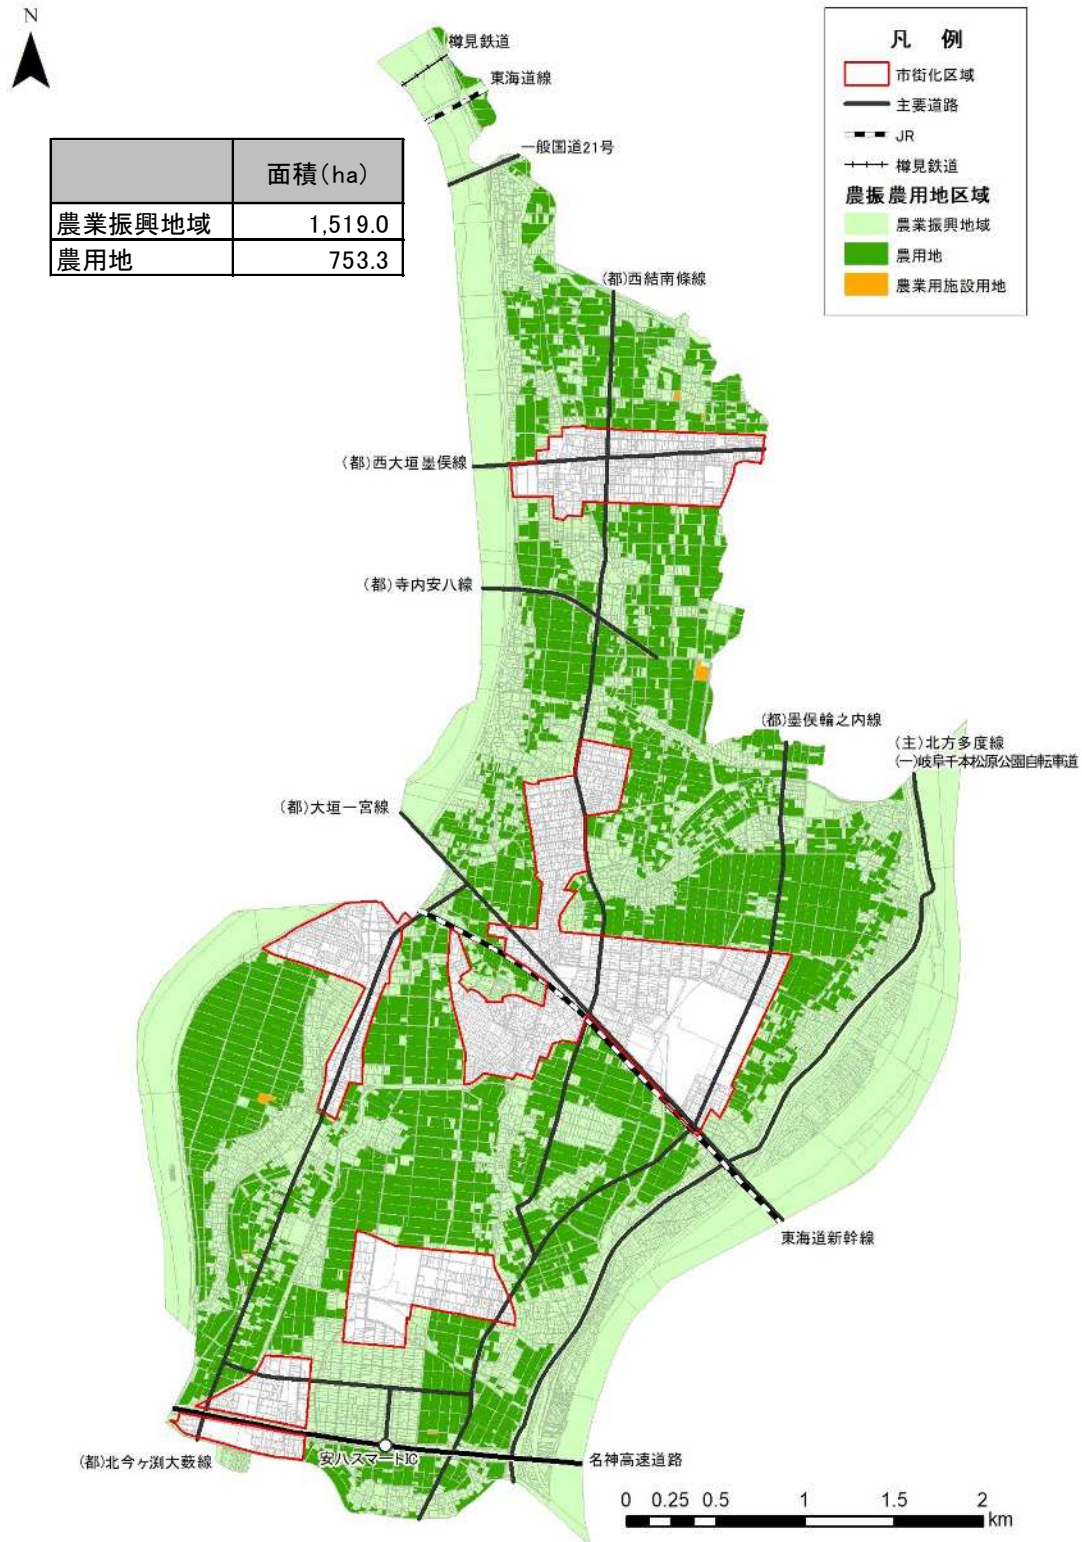 N
樽見鉄道
東海道線
一般国道21号
面積(ha)
農業振興地域 1,519.0
農用地 753.3
凡 例
市街化区域
主要道路
JR
樽見鉄道
農振農用地区域
農業振興地域
農用地
農業用施設用地
(都)西結南條線
(都)西大垣墨俣線
(都)寺内安八線
(都)墨俣輪之内線
(主)北方多度線
(一)岐阜千本松原公園自転車道
(都)大垣一宮線
東海道新幹線
(都)北今ヶ渕大藪線
安八スマートIC
名神高速道路
0 0.25 0.5 1 1.5 2
km